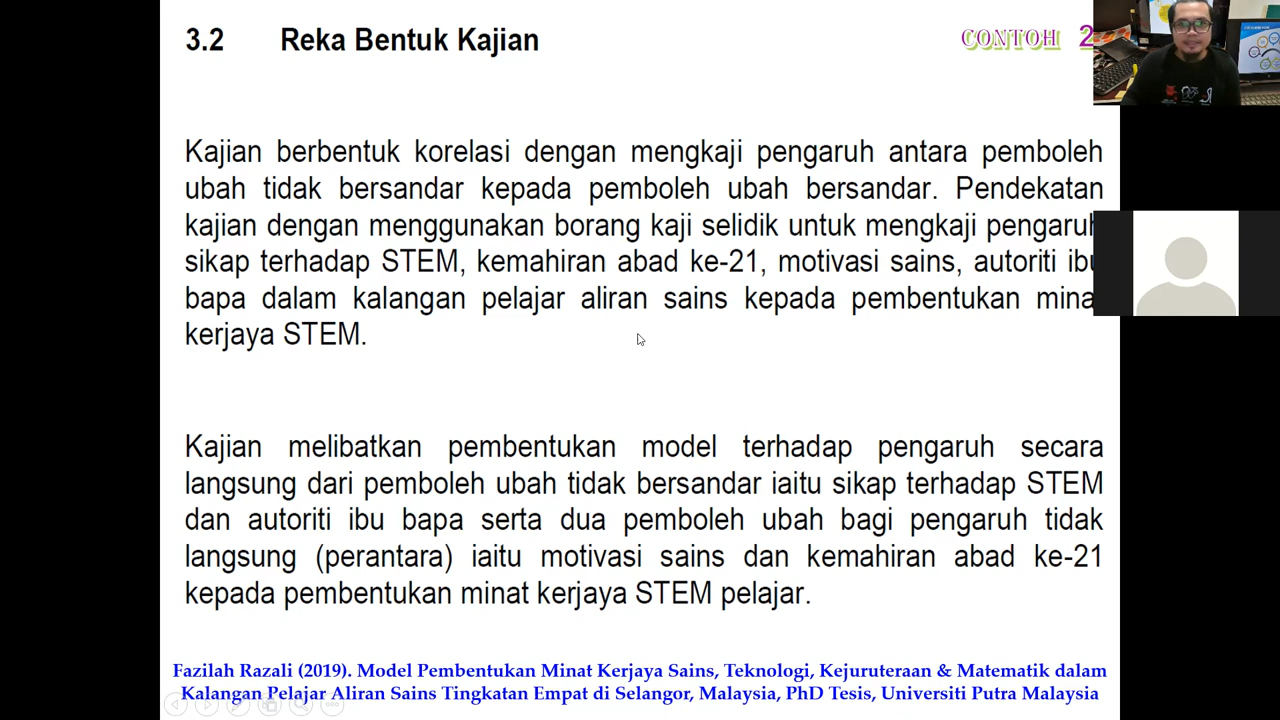 3.2 Reka Bentuk Kajian
CONTOH 2
Kajian berbentuk korelasi dengan mengkaji pengaruh antara pemboleh
ubah tidak bersandar kepada pemboleh ubah bersandar. Pendekatan
kajian dengan menggunakan borang kaji selidik untuk mengkaji pengaruh
sikap terhadap STEM, kemahiran abad ke-21, motivasi sains, autoriti ibu
bapa dalam kalangan pelajar aliran sains kepada pembentukan mina
kerjaya STEM.
Kajian melibatkan pembentukan model terhadap pengaruh secara
langsung dari pemboleh ubah tidak bersandar iaitu sikap terhadap STEM
dan autoriti ibu bapa serta dua pemboleh ubah bagi pengaruh tidak
langsung (perantara) iaitu motivasi sains dan kemahiran abad ke-21
kepada pembentukan minat kerjaya STEM pelajar.
Fazilah Razali (2019). Model Pembentukan Minat Kerjaya Sains, Teknologi, Kejuruteraan & Matematik dalam
Kalangan Pelajar Aliran Sains Tingkatan Empat di Selangor, Malaysia, PhD Tesis, Universiti Putra Malaysia